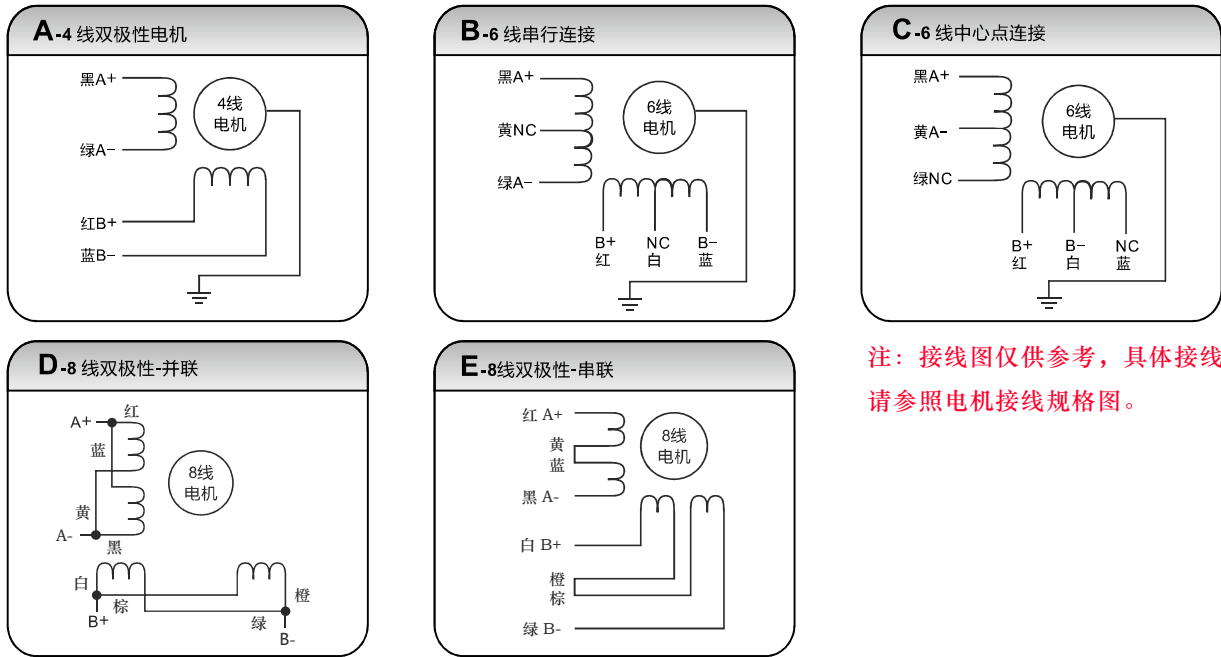 A-4 线双极性电机
黑A+
绿A-
红B+
蓝B-
4线
电机
B-6 线串行连接
黑A+
黄NC
绿A-
6线
电机
B+
红
NC
白
B-
蓝
C-6 线中心点连接
黑A+
黄A-
绿NC
6线
电机
B+
红
B-
白
NC
蓝
D-8 线双极性-并联
A+
红
蓝
黄
A-
黑
8线
电机
白
B+
棕
绿
橙
B-
E-8线双极性-串联
红 A+
黄
蓝
黑 A-
8线
电机
白 B+
橙
棕
绿 B-
注：接线图仅供参考，具体接线
请参照电机接线规格图。